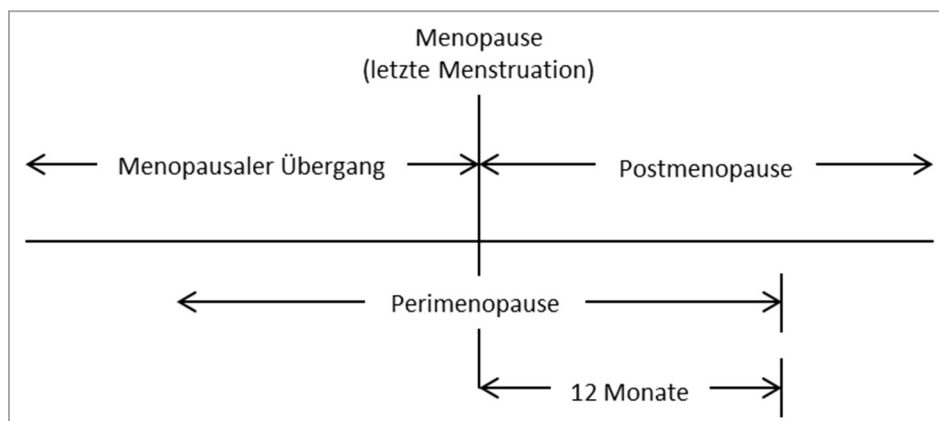 Menopause
(letzte Menstruation)
Menopausaler Übergang
Postmenopause
Perimenopause
12 Monate